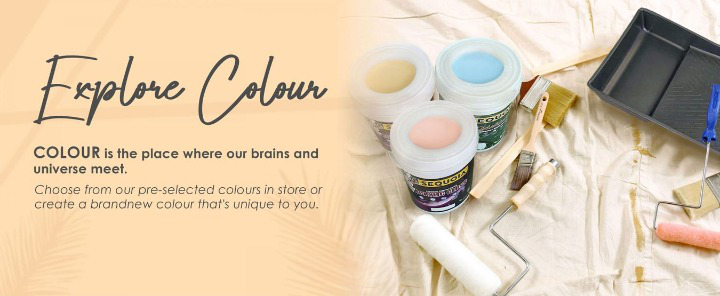 Explore Colour
COLOUR is the place where our brains and
universe meet.
Choose from our pre-selected colours in store or
create a brandnew colour that's unique to you.
SEQUOIA